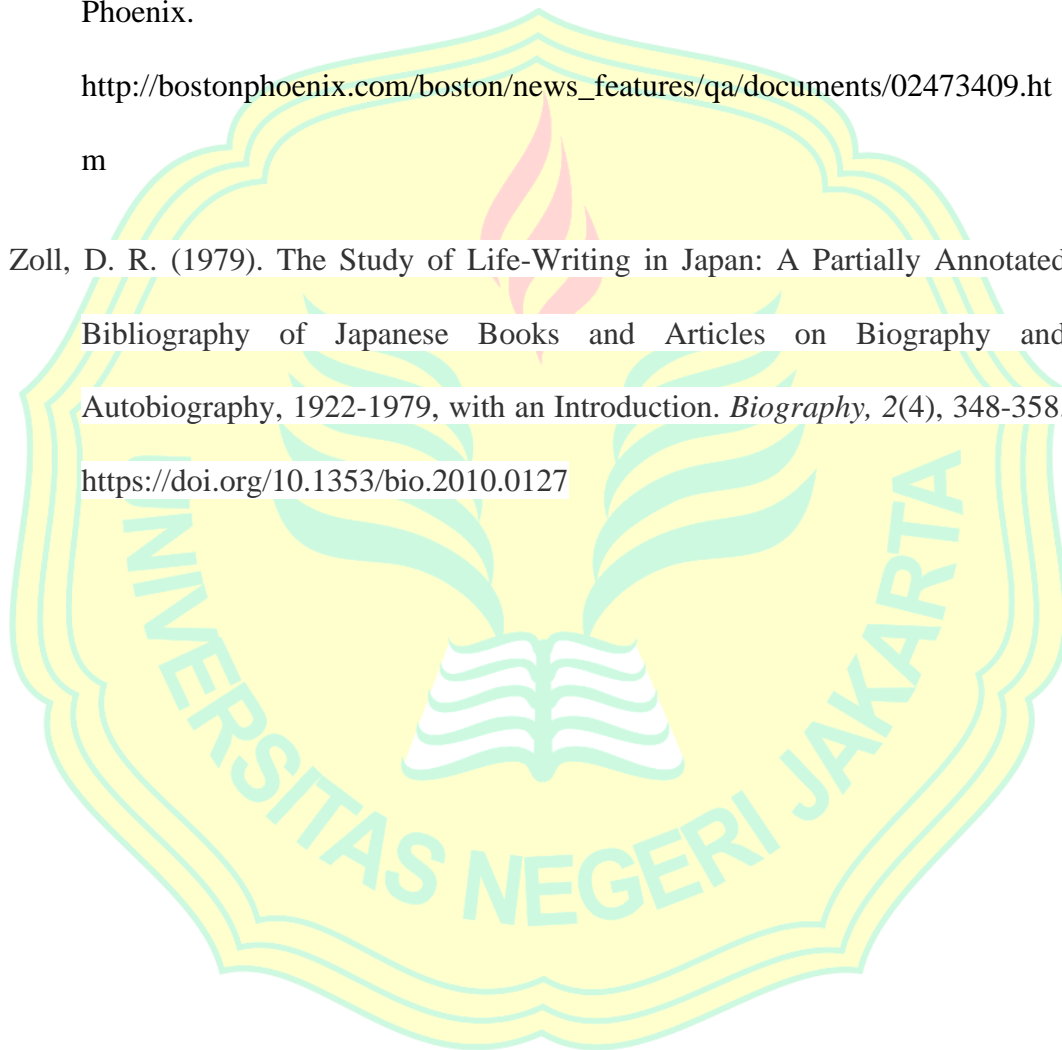 Phoenix.
http://bostonphoenix.com/boston/news_features/qa/documents/02473409.ht
m
Zoll, D. R. (1979). The Study of Life-Writing in Japan: A Partially Annotated
Bibliography of Japanese Books and Articles on Biography and
Autobiography, 1922-1979, with an Introduction. Biography, 2(4), 348-358.
https://doi.org/10.1353/bio.2010.0127
UNIVERSITAS NEGERI JAKARTA